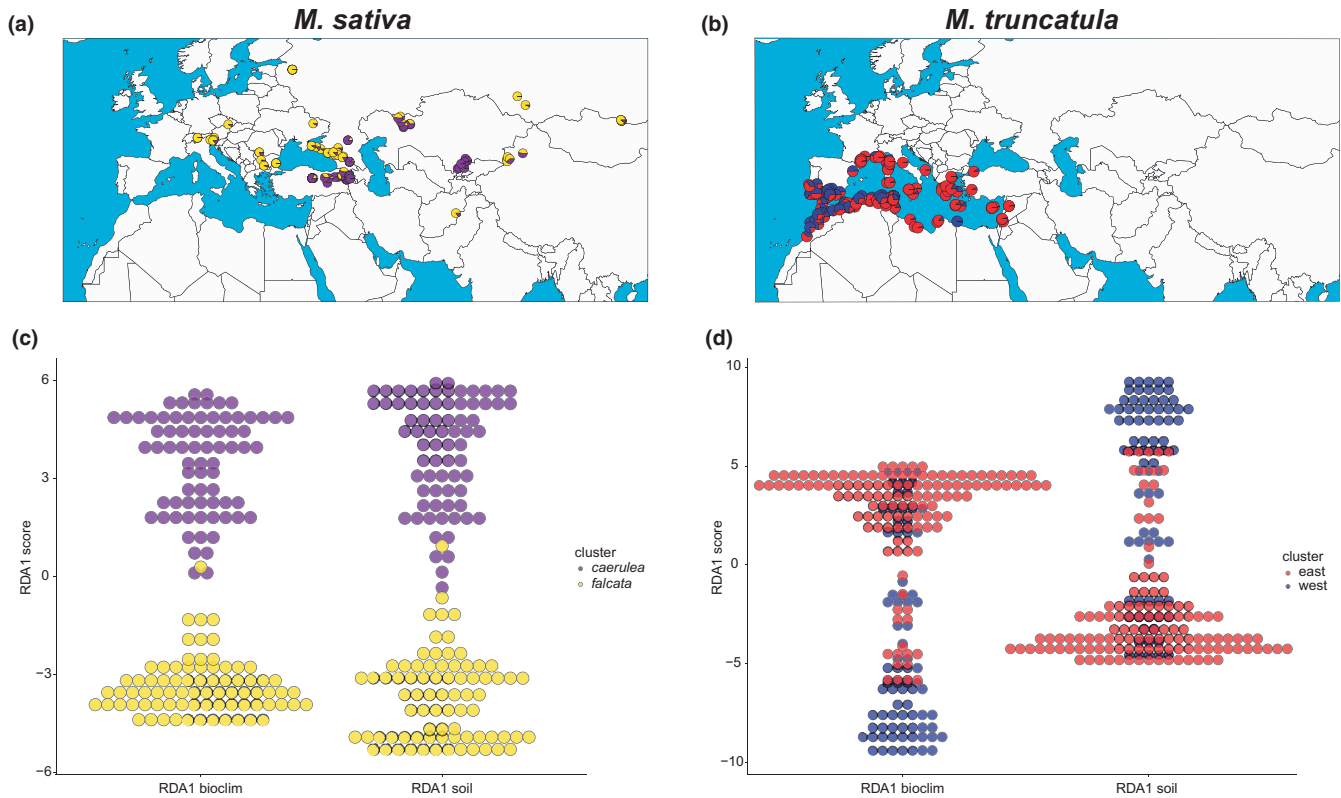 (a)
M. sativa
(b)
M. truncatula
(c)
6
3
0
−3
−6
RDA1 score
RDA1 bioclim
RDA1 soil
cluster
caerulea
falcata
(d)
10
5
0
−5
−10
RDA1 score
RDA1 bioclim
RDA1 soil
cluster
east
west